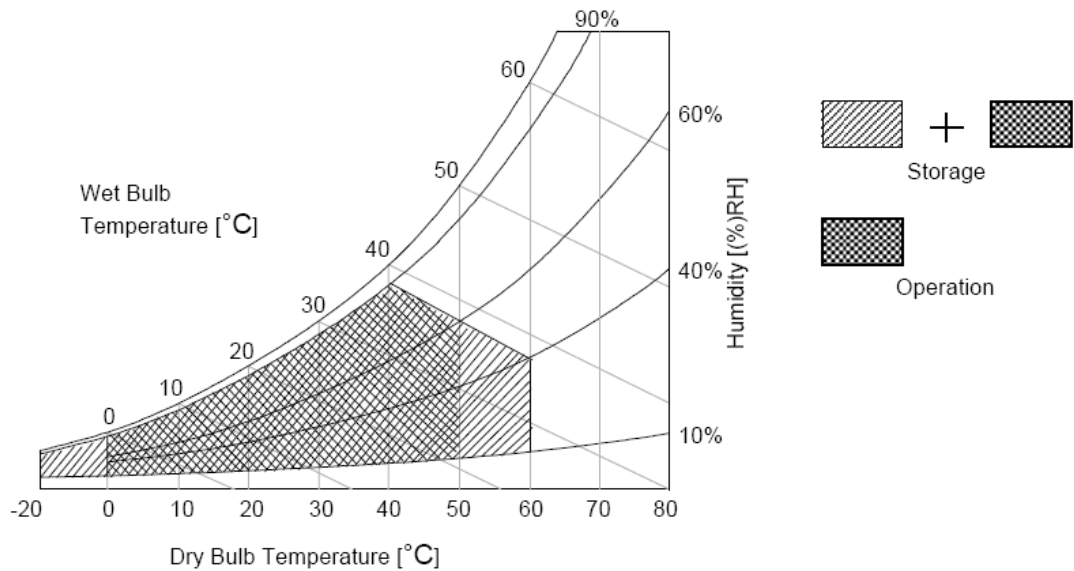 90%
60
60%
50
Wet Bulb
Temperature [°C]
40
40%
30
20
10
0
10%
Humidity [(%)RH]
-20 0 10 20 30 40 50 60 70 80
Dry Bulb Temperature [°C]
+
Storage
Operation